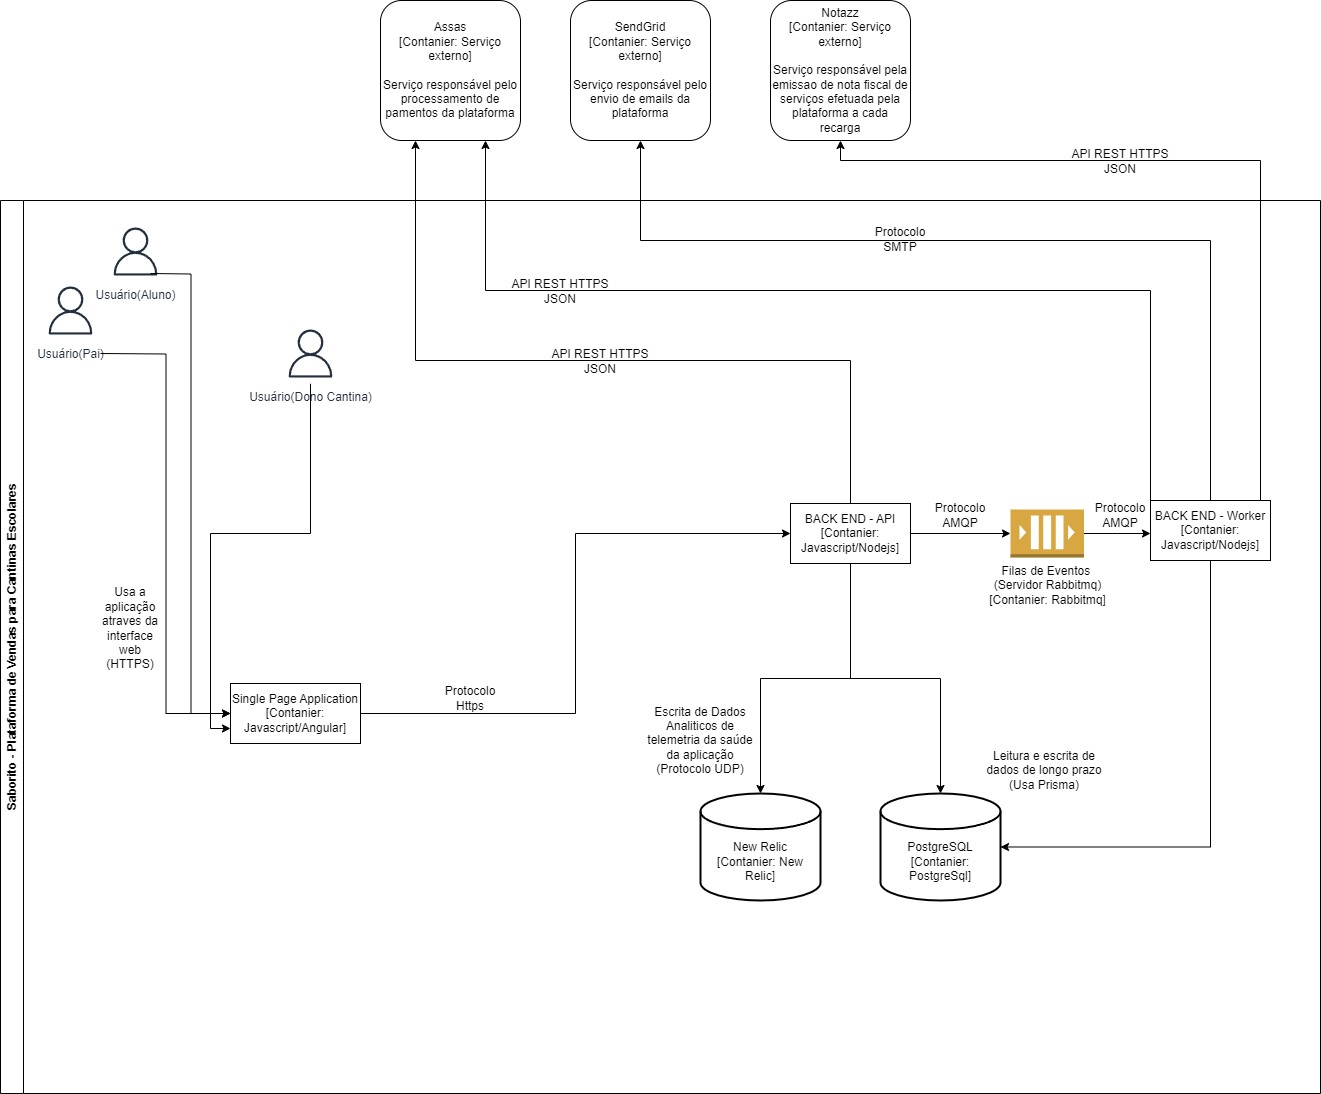 Assas
[Contanier: Serviço
externo]
Serviço responsável pelo
processamento de
pamentos da plataforma
SendGrid
[Contanier: Serviço
externo]
Serviço responsável pelo
envio de emails da
plataforma
Notazz
[Contanier: Serviço
externo]
Serviço responsável pela
emissao de nota fiscal de
serviços efetuada pela
plataforma a cada
recarga
API REST HTTPS
JSON
Protocolo
SMTP
API REST HTTPS
JSON
API REST HTTPS
JSON
Usuário(Aluno)
Usuário(Pai)
Usuário(Dono Cantina)
Saborito - Plataforma de Vendas para Cantinas Escolares
Usa a
aplicação
atraves da
interface
web
(HTTPS)
Single Page Application
[Contanier:
Javascript/Angular]
Protocolo
Https
BACK END - API
[Contanier:
Javascript/Nodejs]
Protocolo
AMQP
Filas de Eventos
(Servidor Rabbitmq)
[Contanier: Rabbitmq]
Protocolo
AMQP
BACK END - Worker
[Contanier:
Javascript/Nodejs]
Escrita de Dados
Analiticos de
telemetria da saúde
da aplicação
(Protocolo UDP)
Leitura e escrita de
dados de longo prazo
(Usa Prisma)
New Relic
[Contanier: New
Relic]
PostgreSQL
[Contanier:
PostgreSql]